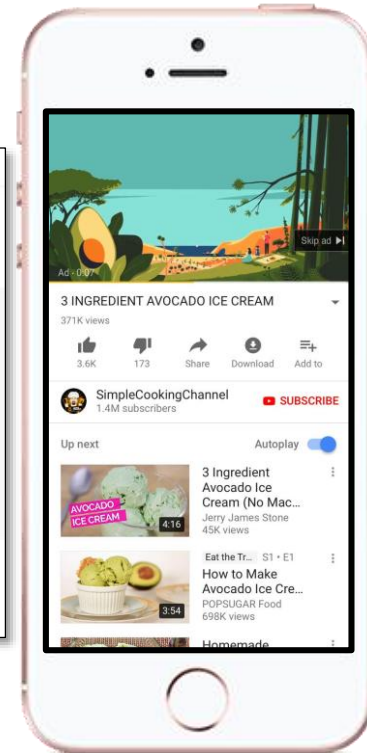 Skip ad
Ad · 0:07
3 INGREDIENT AVOCADO ICE CREAM
371K views
3.6K
173
Share
Download
Add to
SimpleCookingChannel
1.4M subscribers
SUBSCRIBE
Up next
Autoplay
3 Ingredient
Avocado Ice
Cream (No Mac...
Jerry James Stone
45K views
AVOCADO
ICE CREAM
4:16
Eat the Tr... S1 • E1
How to Make
Avocado Ice Cre...
POPSUGAR Food
698K views
3:54
Homemade